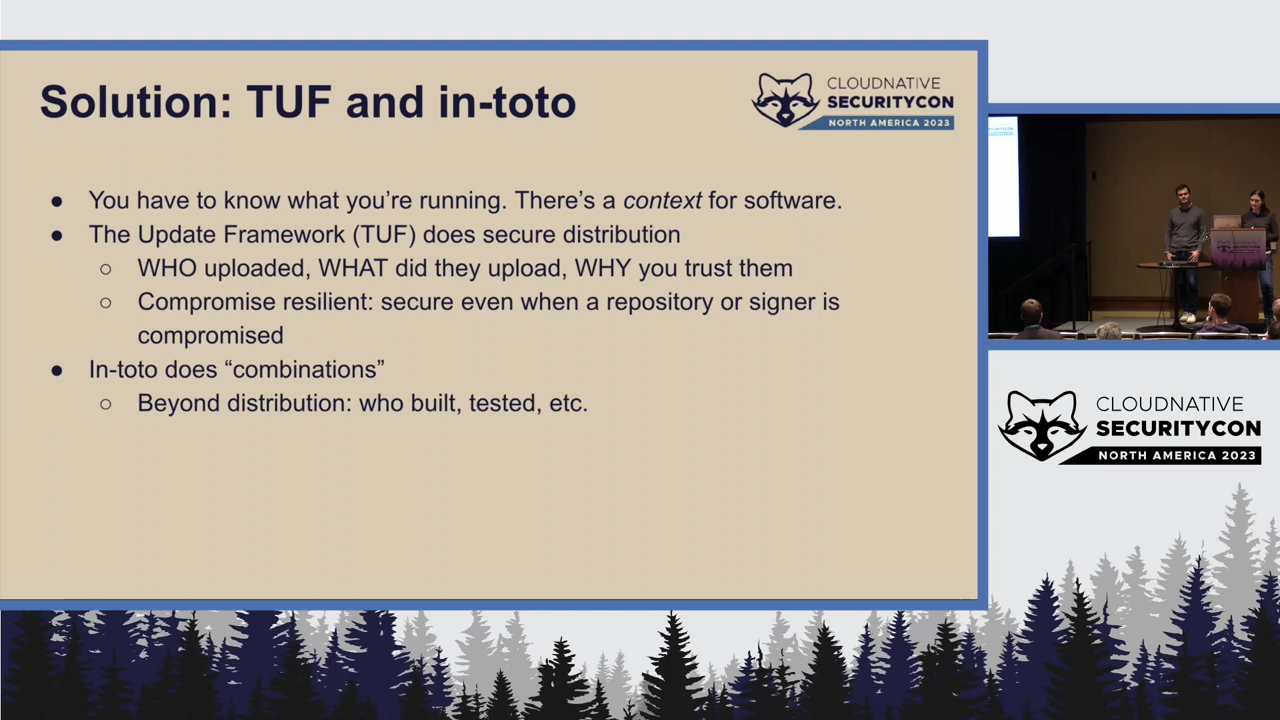 Solution: TUF and in-toto
CLOUDNATIVE
SECURITYCON
NORTH AMERICA 2023
● You have to know what you’re running. There’s a context for software.
● The Update Framework (TUF) does secure distribution
○ WHO uploaded, WHAT did they upload, WHY you trust them
○ Compromise resilient: secure even when a repository or signer is
compromised
● In-toto does “combinations”
○ Beyond distribution: who built, tested, etc.
CLOUDNATIVE
SECURITYCON
NORTH AMERICA 2023